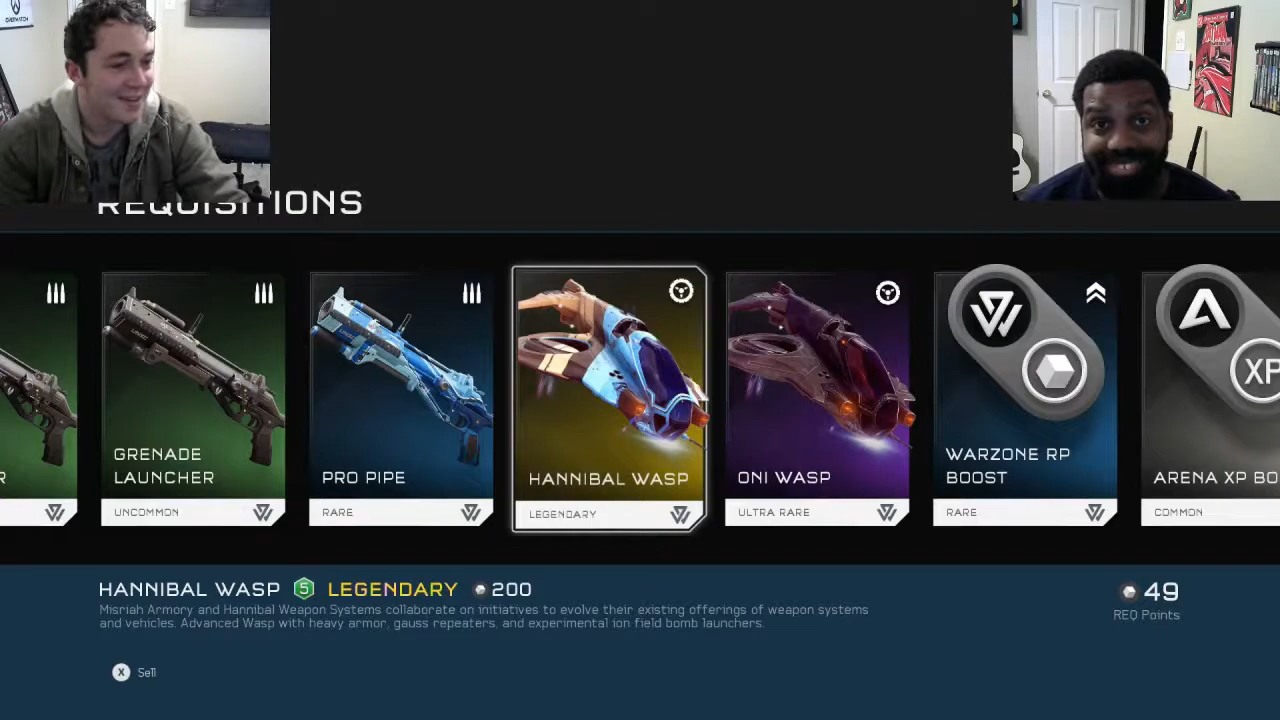 OVERWATCH
REQUISITIONS
R
GRENADE
LAUNCHER
UNCOMMON
PRO PIPE
RARE
HANNIBAL WASP
LEGENDARY
ONI WASP
ULTRA RARE
WARZONE RP
BOOST
RARE
XP
ARENA XP BO
COMMON
HANNIBAL WASP 5 LEGENDARY 200
49
REQ Points
Misriah Armory and Hannibal Weapon Systems collaborate on initiatives to evolve their existing offerings of weapon systems
and vehicles. Advanced Wasp with heavy armor, gauss repeaters, and experimental ion field bomb launchers.
X Sell